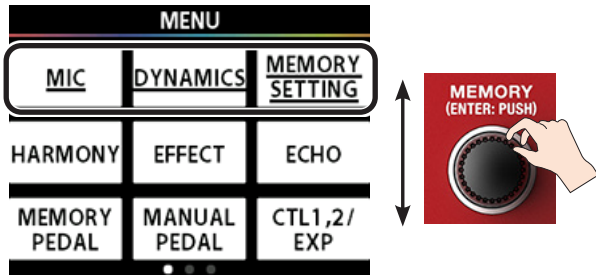 MENU
MIC DYNAMICS MEMORY
SETTING
HARMONY EFFECT ECHO
MEMORY
PEDAL MANUAL
PEDAL CTL1,2/
EXP
MEMORY
(ENTER: PUSH)